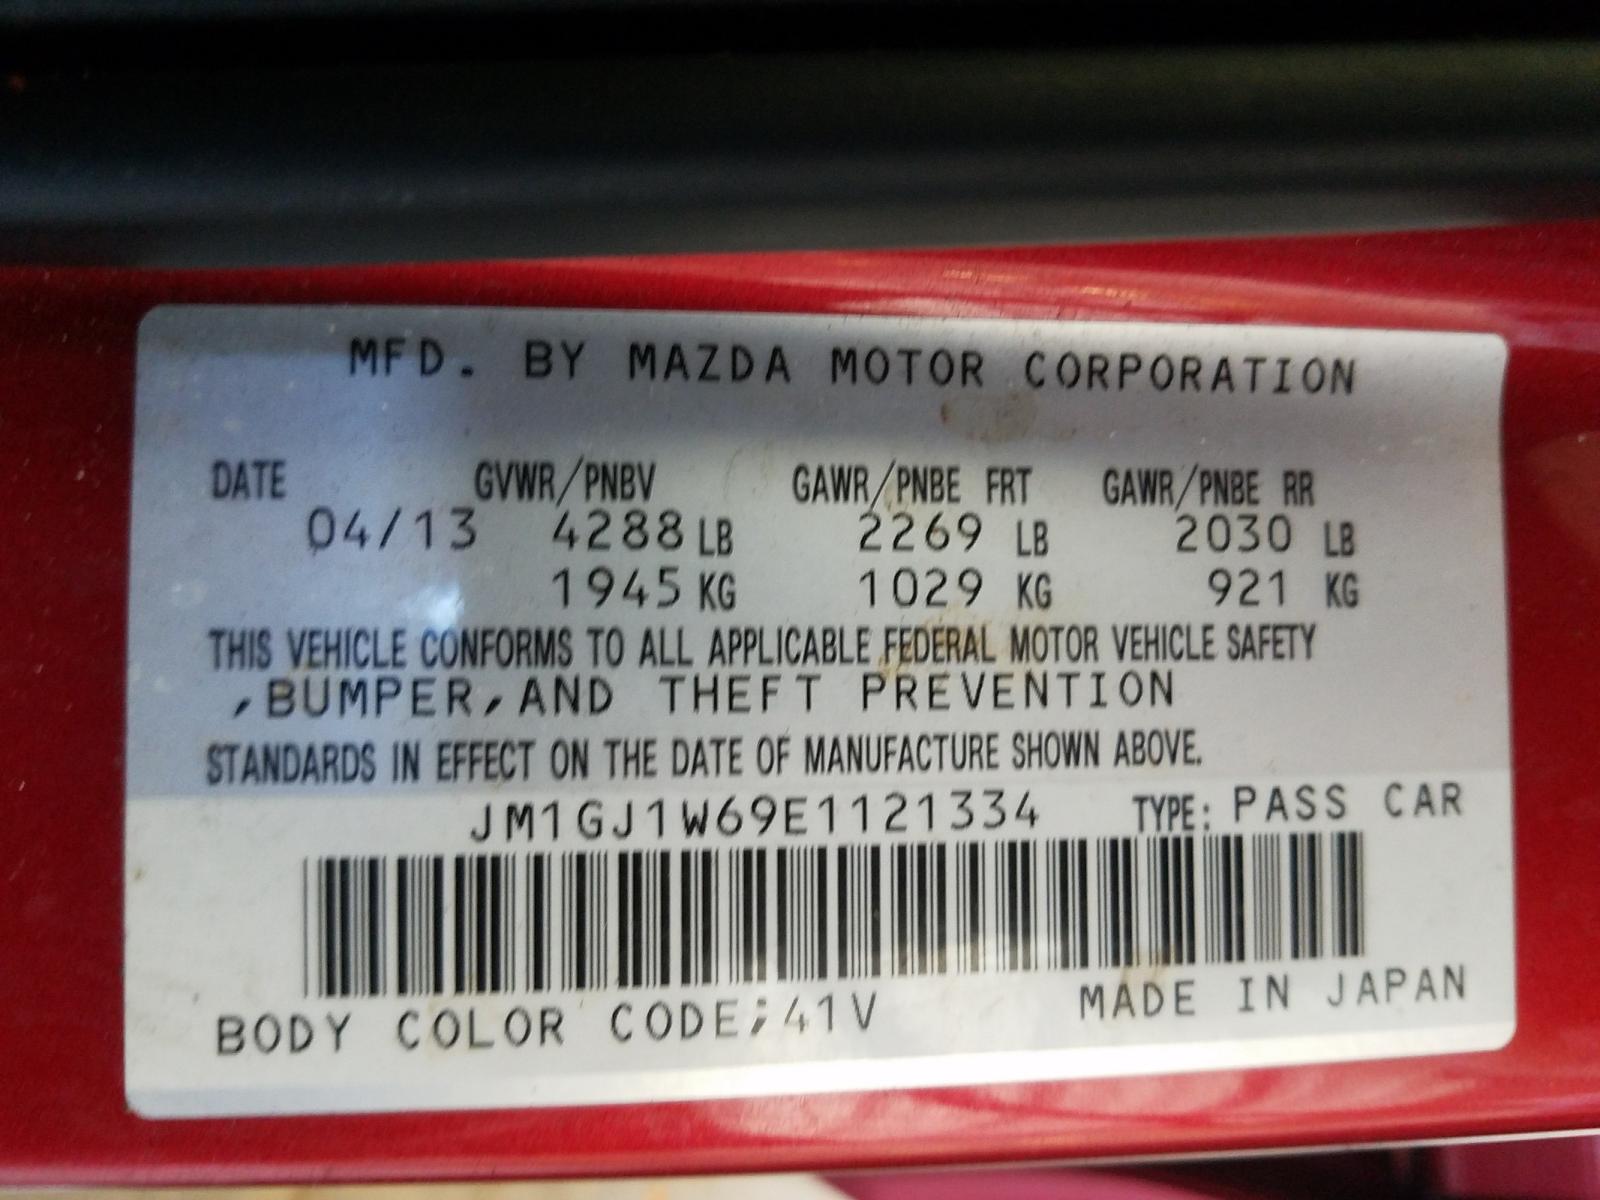 MFD. BY MAZDA MOTOR CORPORATION
DATE GVWR/PNBV GAWR/PNBE FRT GAWR/PNBE RR
04/13 4288 LB 2269 LB 2030 LB
1945 KG 1029 KG 921 KG
THIS VEHICLE CONFORMS TO ALL APPLICABLE FEDERAL MOTOR VEHICLE SAFETY
,BUMPER,AND THEFT PREVENTION
STANDARDS IN EFFECT ON THE DATE OF MANUFACTURE SHOWN ABOVE.
JM1GJ1W69E1121334 TYPE: PASS CAR
BODY COLOR CODE;41V MADE IN JAPAN